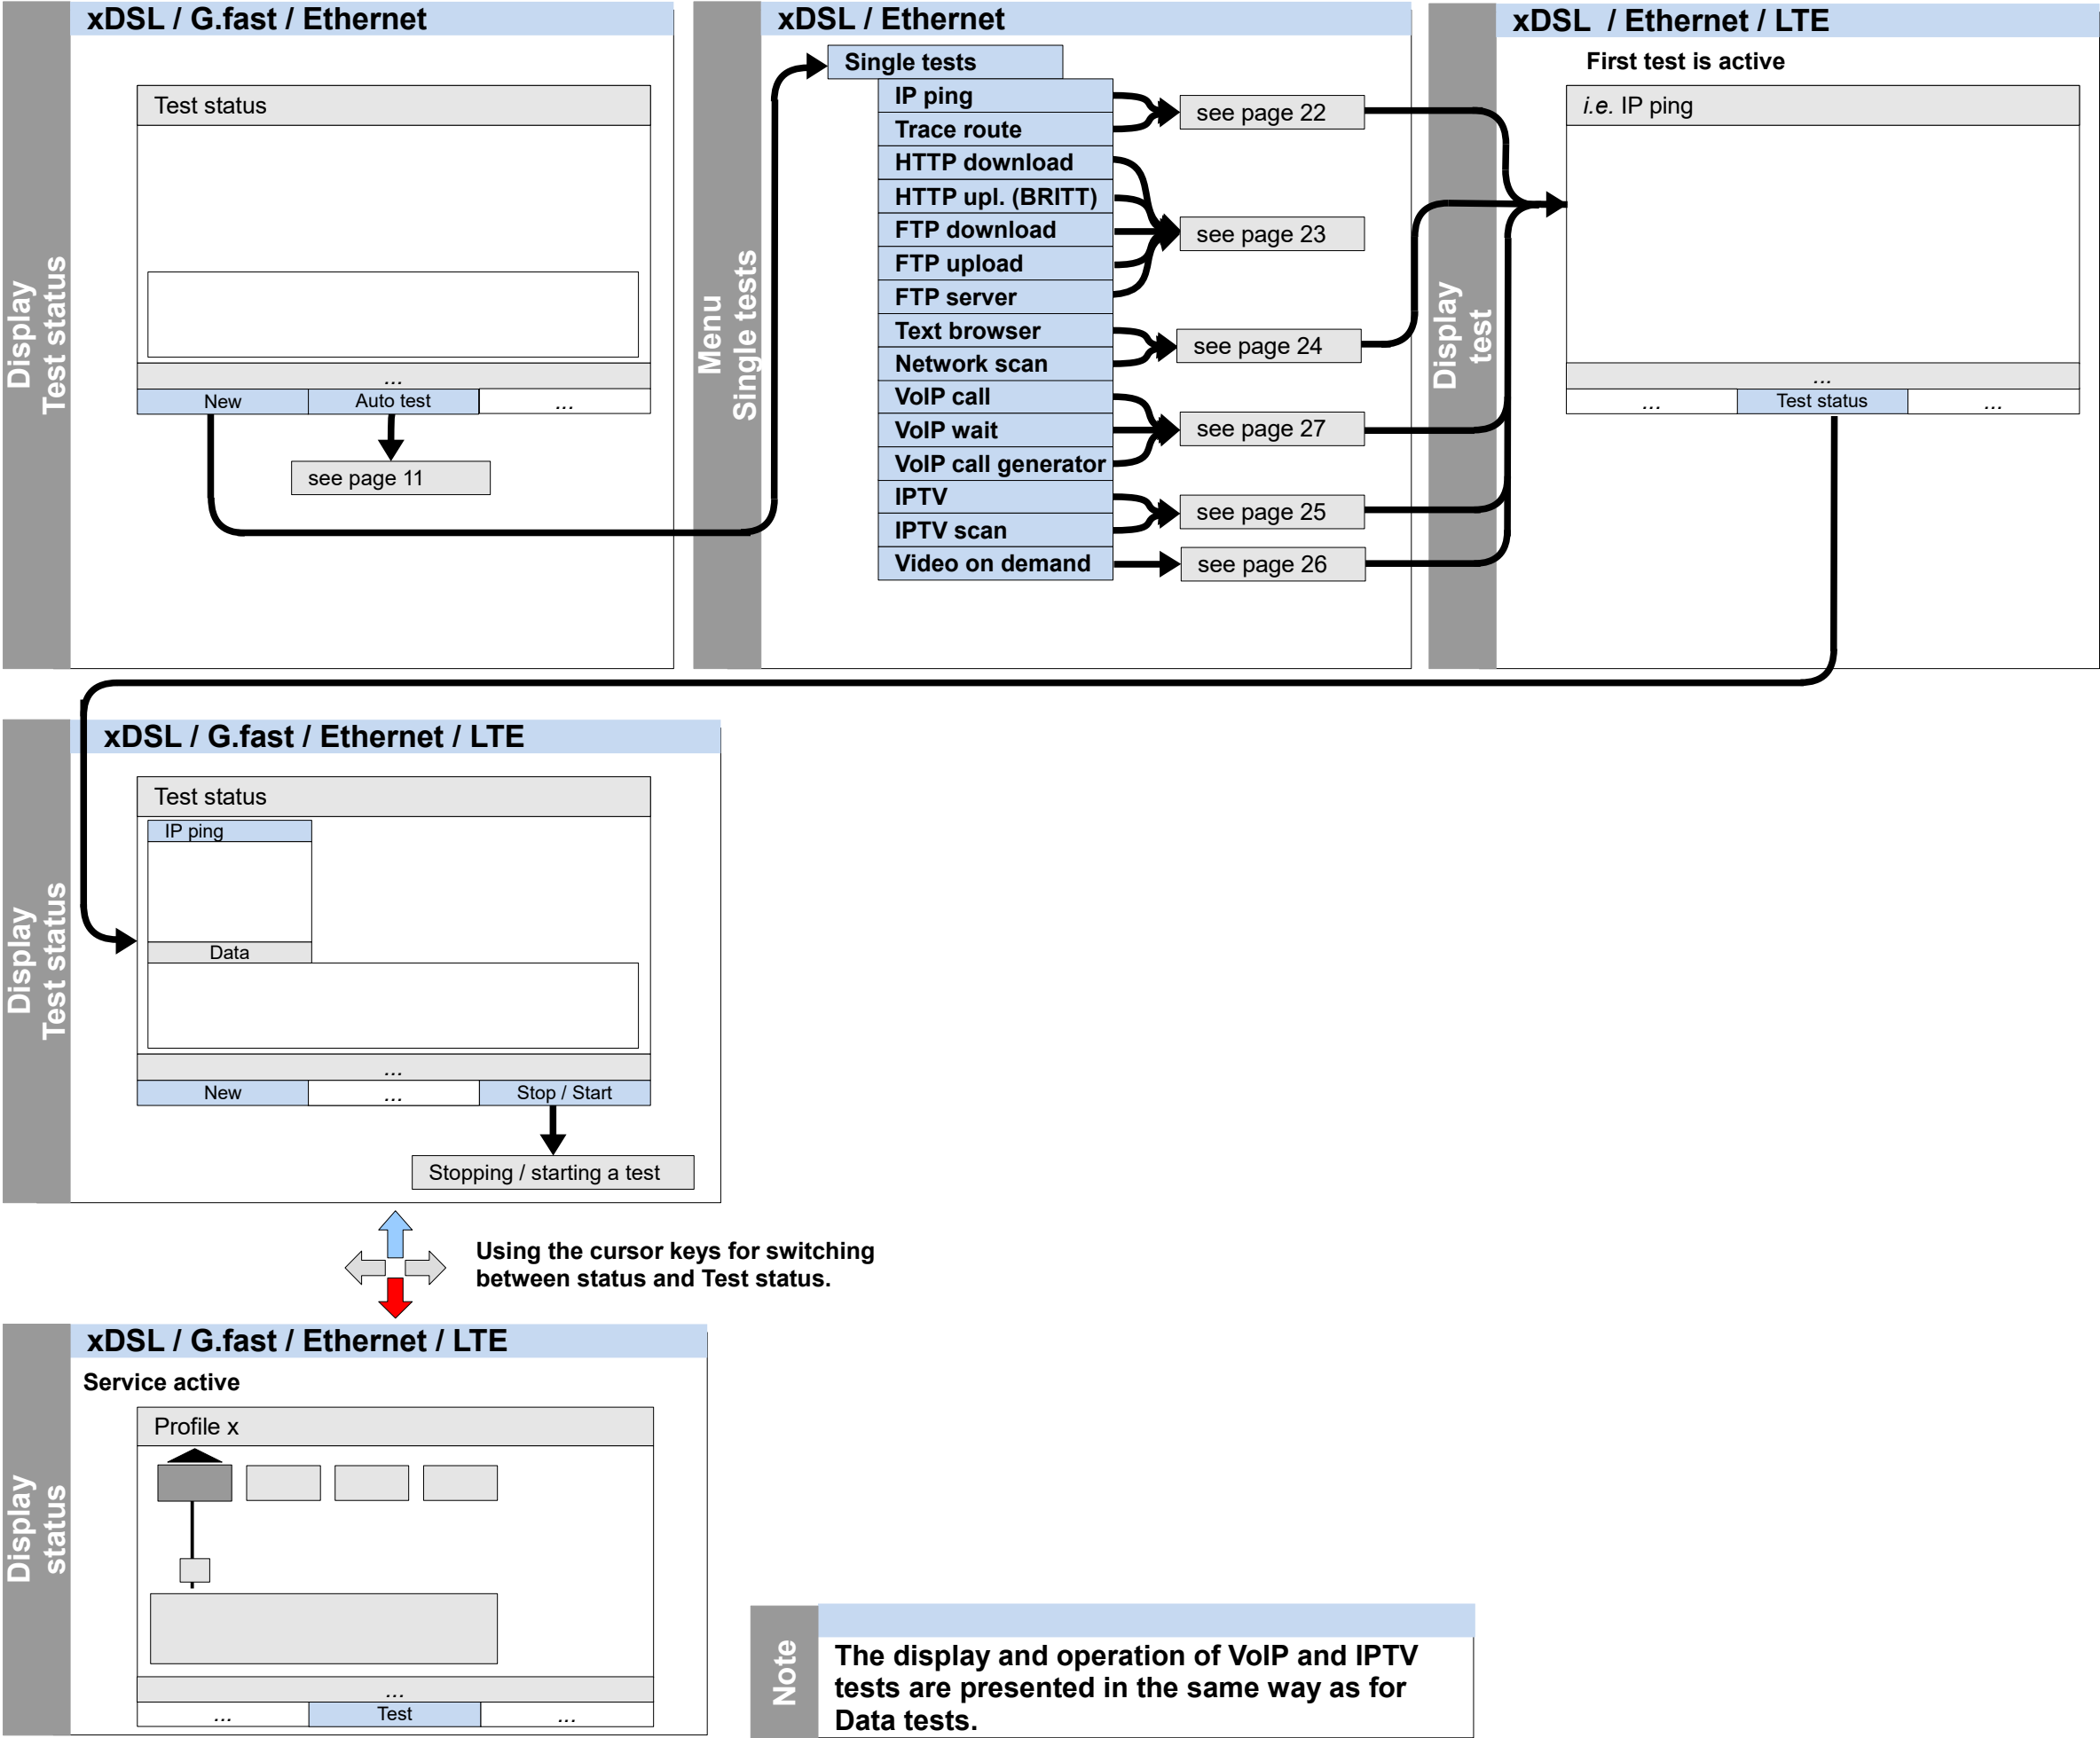 xDSL / G.fast / Ethernet
Display
Test status
Test status
...
New
Auto test
...
see page 11
xDSL / Ethernet
Menu
Single tests
Single tests
IP ping
Trace route
HTTP download
HTTP upl. (BRITT)
FTP download
FTP upload
FTP server
Text browser
Network scan
VoIP call
VoIP wait
VoIP call generator
IPTV
IPTV scan
Video on demand
see page 22
see page 23
see page 24
see page 27
see page 25
see page 26
xDSL / Ethernet / LTE
Display
test
First test is active
i.e. IP ping
...
...
Test status
...
xDSL / G.fast / Ethernet / LTE
Display
Test status
Test status
IP ping
Data
...
New
...
Stop / Start
Stopping / starting a test
Using the cursor keys for switching
between status and Test status.
xDSL / G.fast / Ethernet / LTE
Display
status
Service active
Profile x
...
...
Test
...
Note
The display and operation of VoIP and IPTV
tests are presented in the same way as for
Data tests.